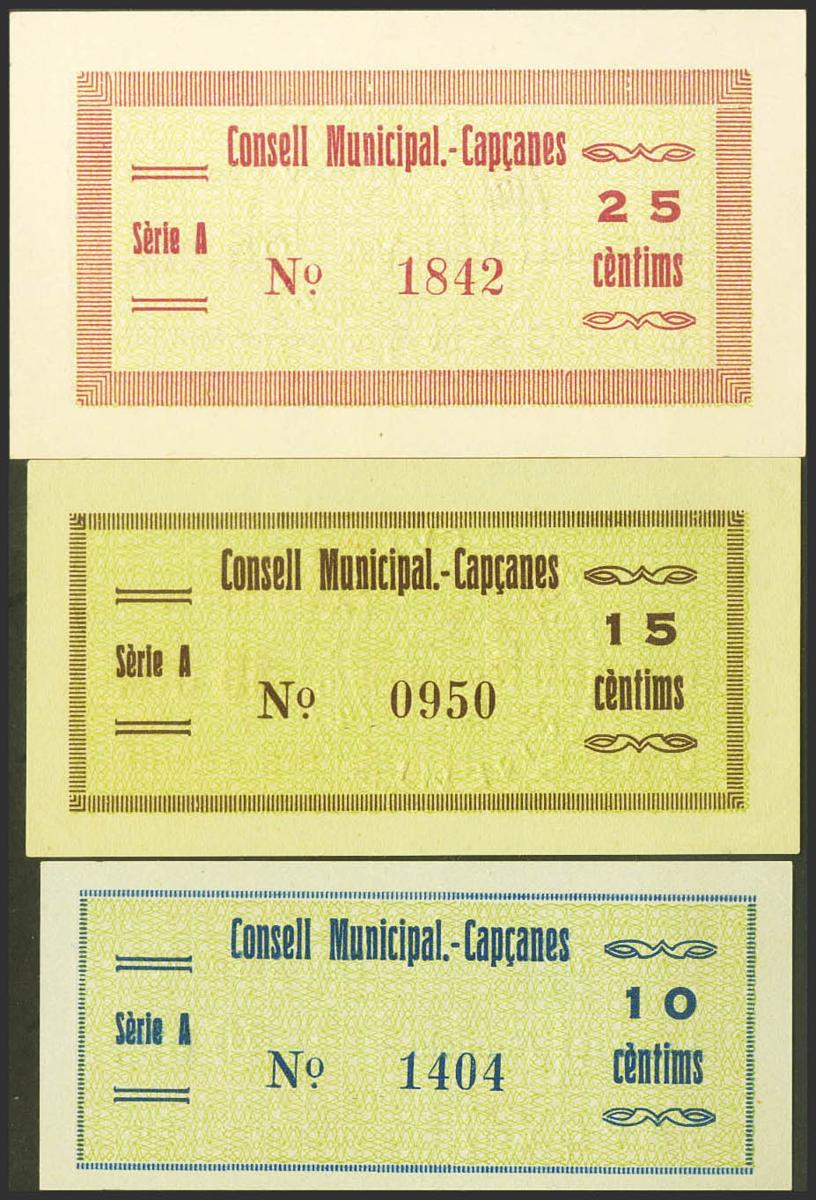 Consell Municipal.-Capçanes
Sèrie A
25
cèntims
Nº 1842
Consell Municipal.-Capçanes
Sèrie A
15
cèntims
Nº 0950
Consell Municipal.-Capçanes
Sèrie A
10
cèntims
Nº 1404